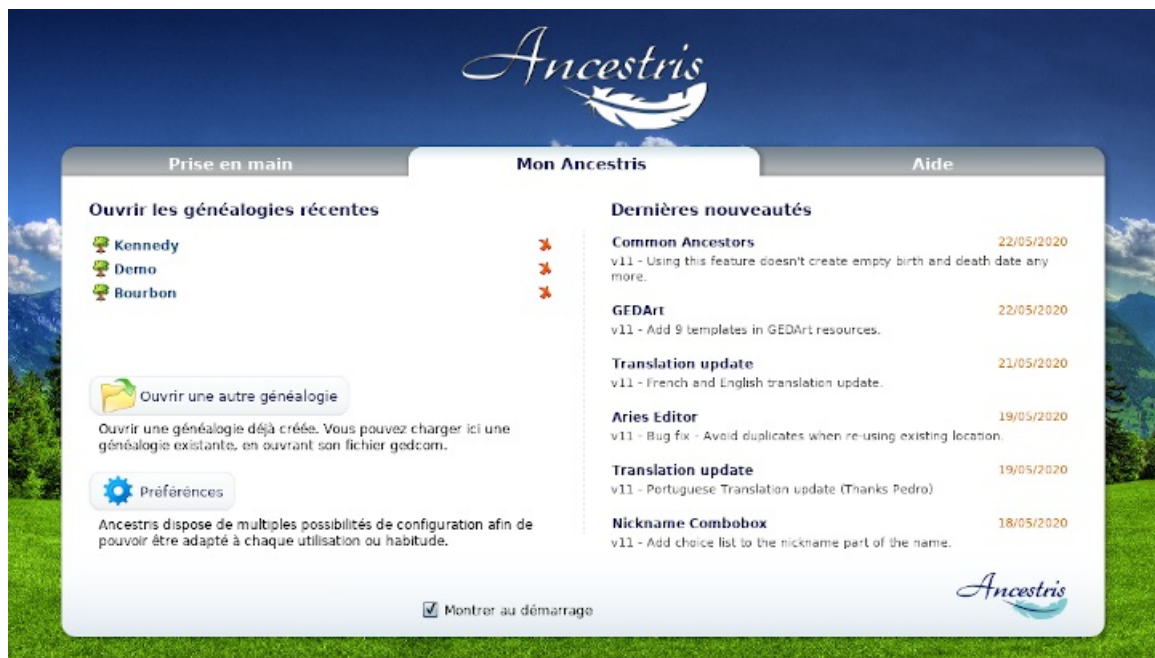 Ancestris
Prise en main
Mon Ancestris
Aide
Ouvrir les généalogies récentes
Kennedy
Demo
Bourbon
Ouvrir une autre généalogie
Ouvrir une généalogie déjà créée. Vous pouvez charger ici une
généalogie existante, en ouvrant son fichier gedcom.
Préférénces
Ancestris dispose de multiples possibilités de configuration afin de
pouvoir être adapté à chaque utilisation ou habitude.
Dernières nouveautés
Common Ancestors 22/05/2020
v11 - Using this feature doesn't create empty birth and death date any
more.
GEDArt 22/05/2020
v11 - Add 9 templates in GEDArt resources.
Translation update 21/05/2020
v11 - French and English translation update.
Aries Editor 19/05/2020
v11 - Bug fix - Avoid duplicates when re-using existing location.
Translation update 19/05/2020
v11 - Portuguese Translation update (Thanks Pedro)
Nickname Combobox 18/05/2020
v11 - Add choice list to the nickname part of the name.
Montrer au démarrage
Ancestris